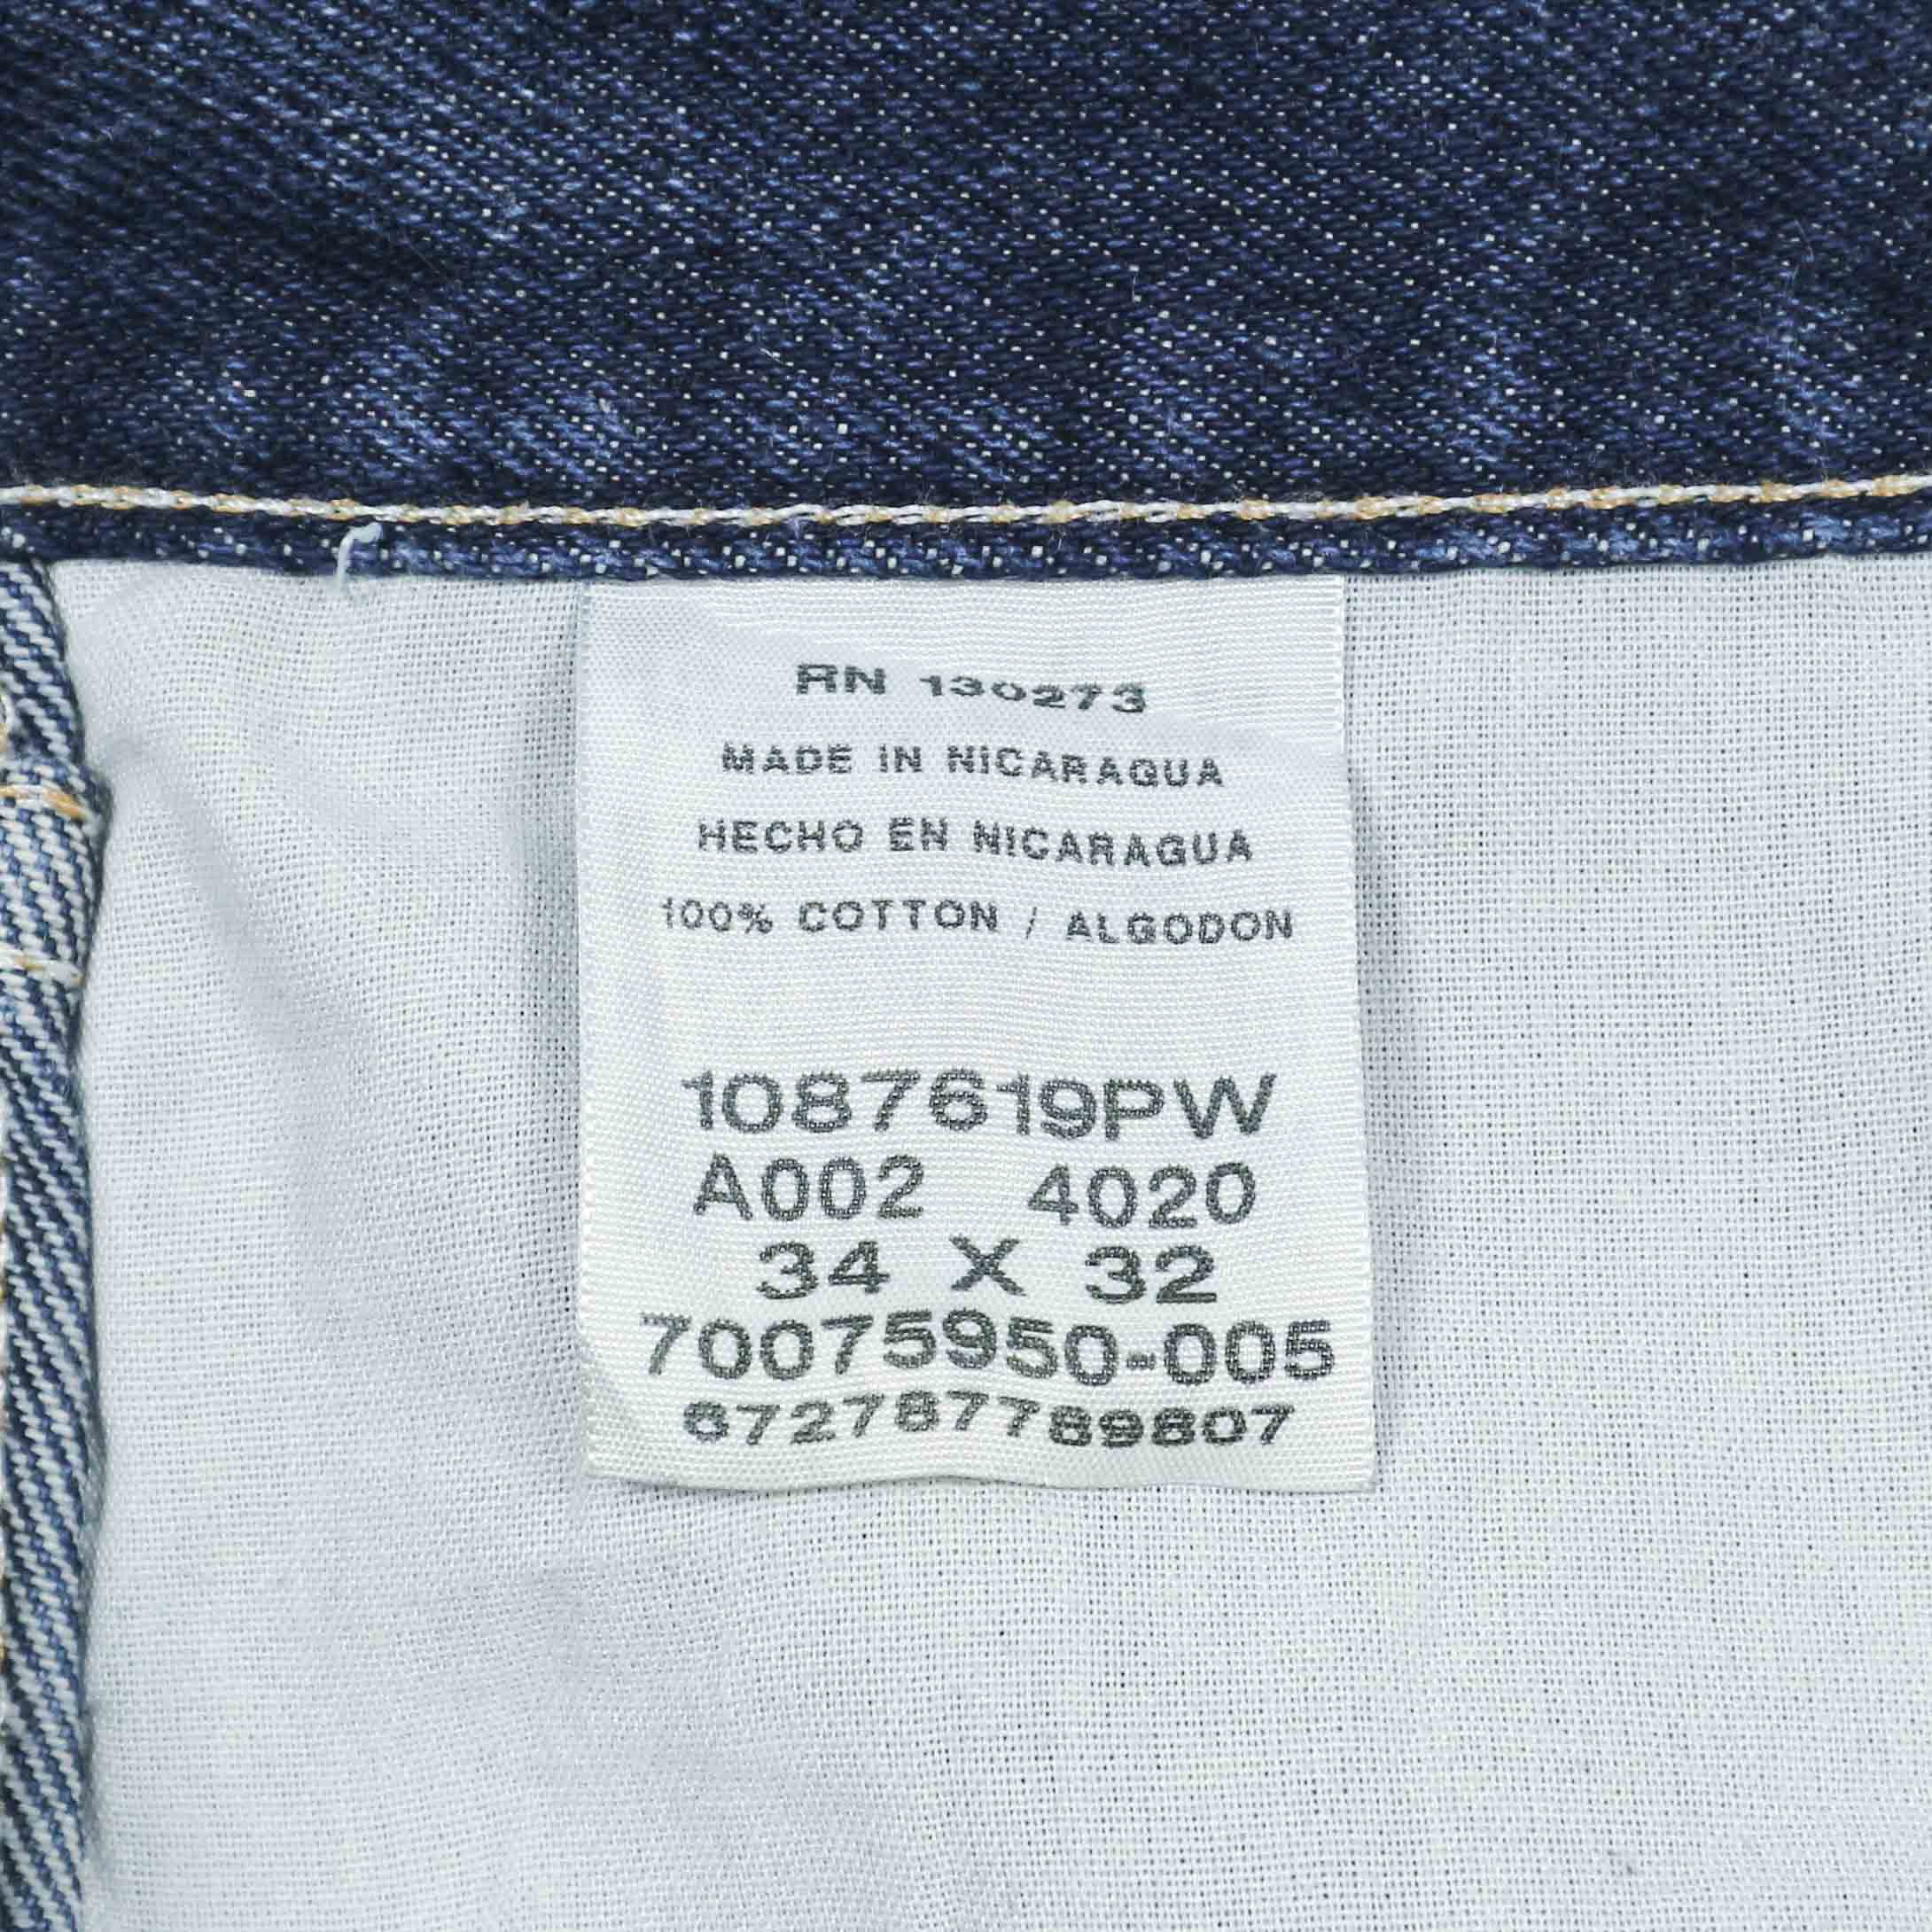 RN 130273
MADE IN NICARAGUA
HECHO EN NICARAGUA
100% COTTON / ALGODON
1087619PW
A002 4020
34 X 32
70075950-005
672787789807